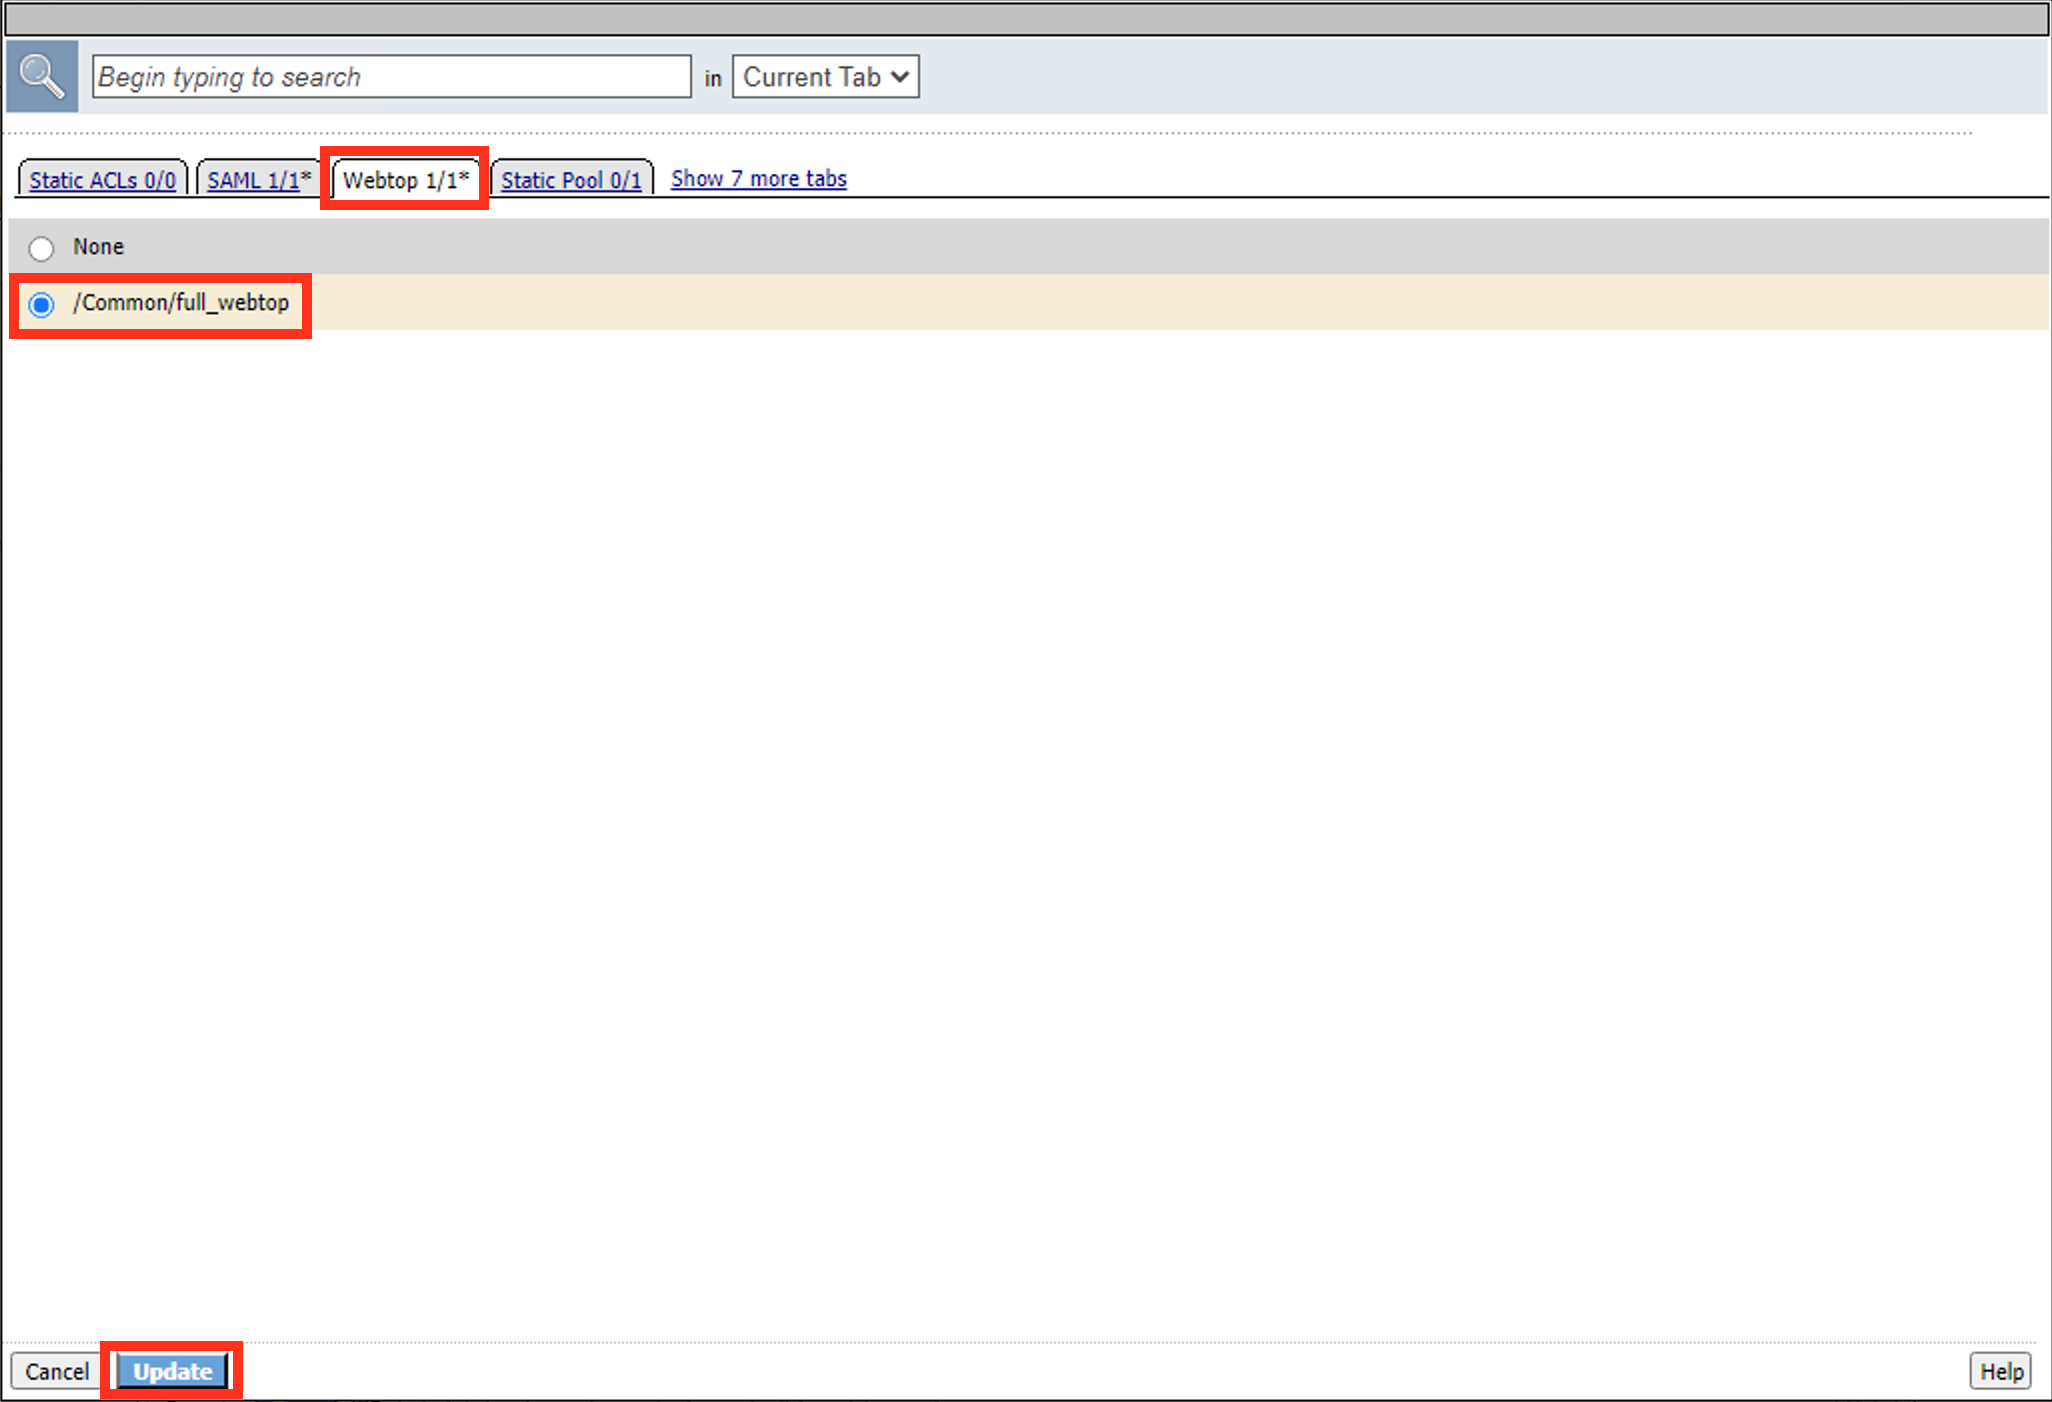 Begin typing to search in Current Tab
Static ACLs 0/0 SAML 1/1* Webtop 1/1* Static Pool 0/1 Show 7 more tabs
None
/Common/full_webtop
Cancel Update Help